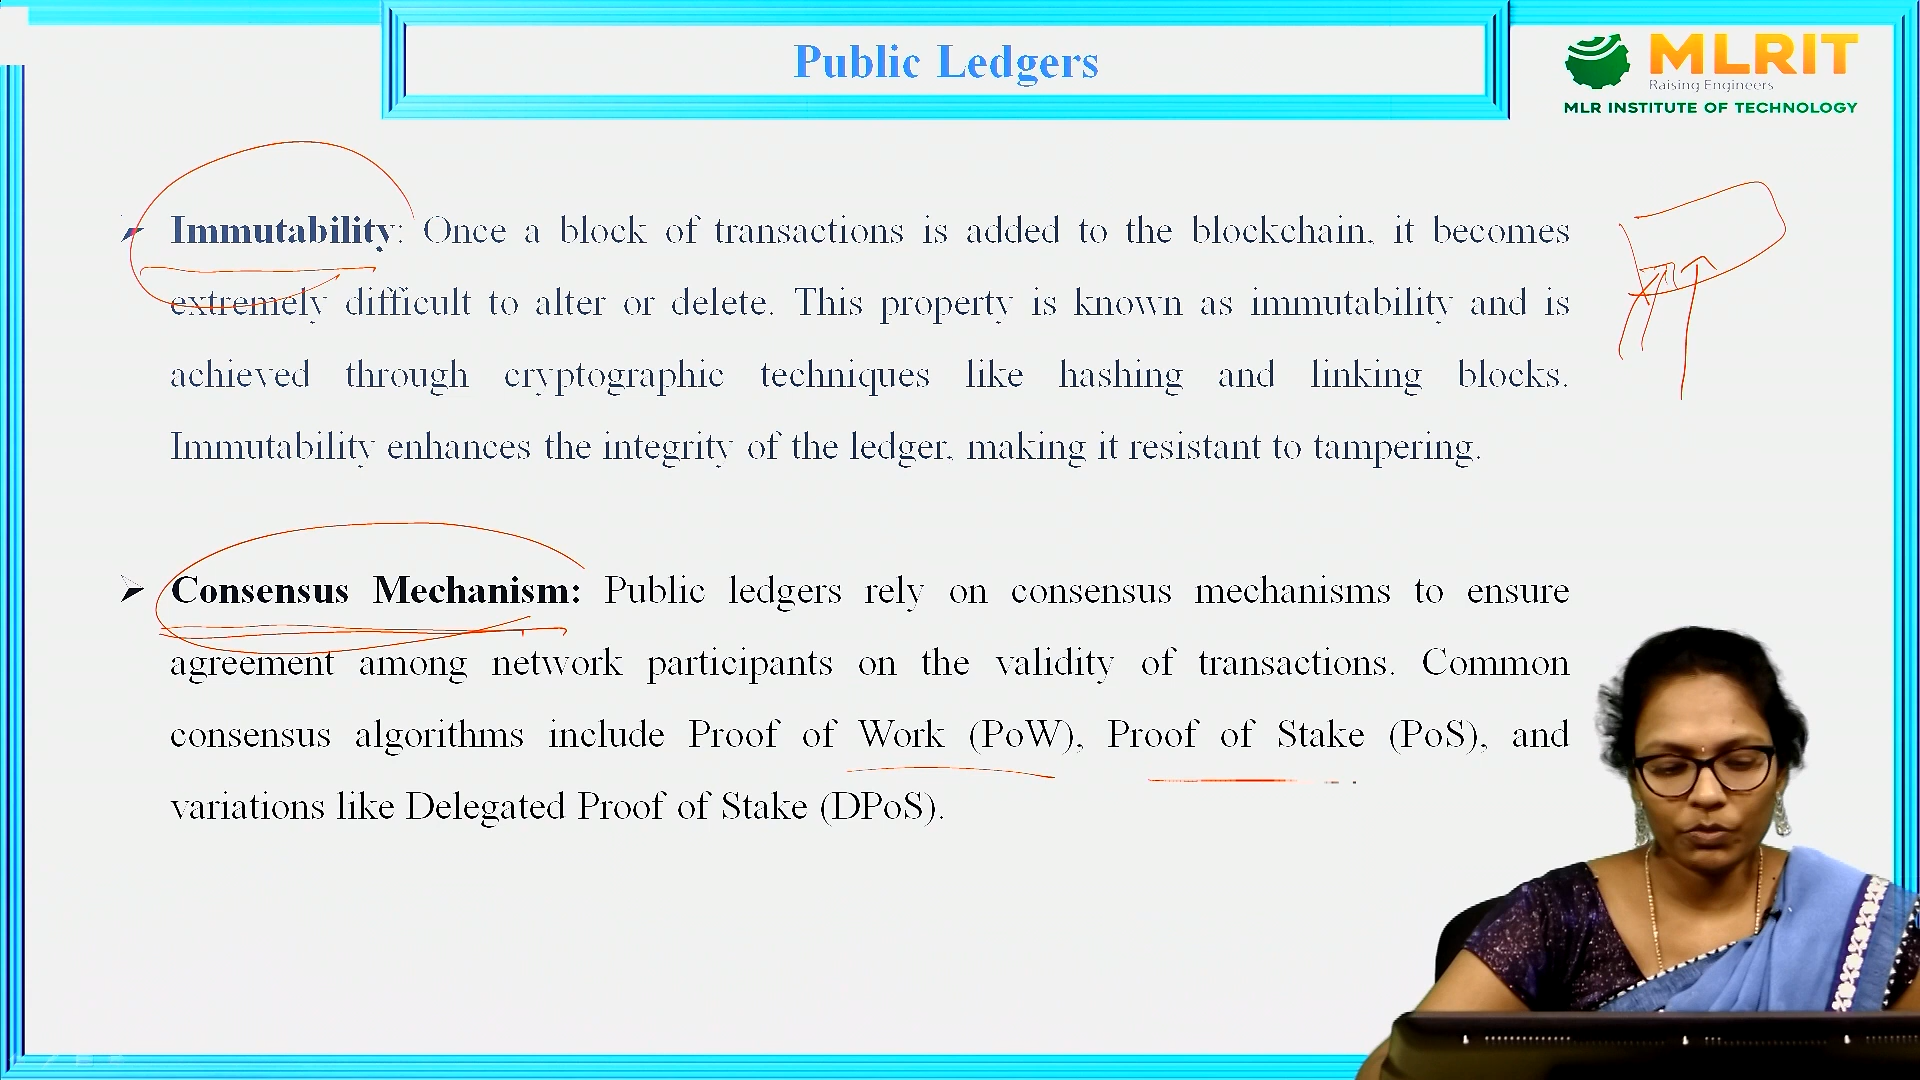 Public Ledgers
MLRIT
Raising Engineers
MLR INSTITUTE OF TECHNOLOGY
Immutability: Once a block of transactions is added to the blockchain, it becomes
extremely difficult to alter or delete. This property is known as immutability and is
achieved through cryptographic techniques like hashing and linking blocks.
Immutability enhances the integrity of the ledger, making it resistant to tampering.
Consensus Mechanism: Public ledgers rely on consensus mechanisms to ensure
agreement among network participants on the validity of transactions. Common
consensus algorithms include Proof of Work (PoW), Proof of Stake (PoS), and
variations like Delegated Proof of Stake (DPoS).